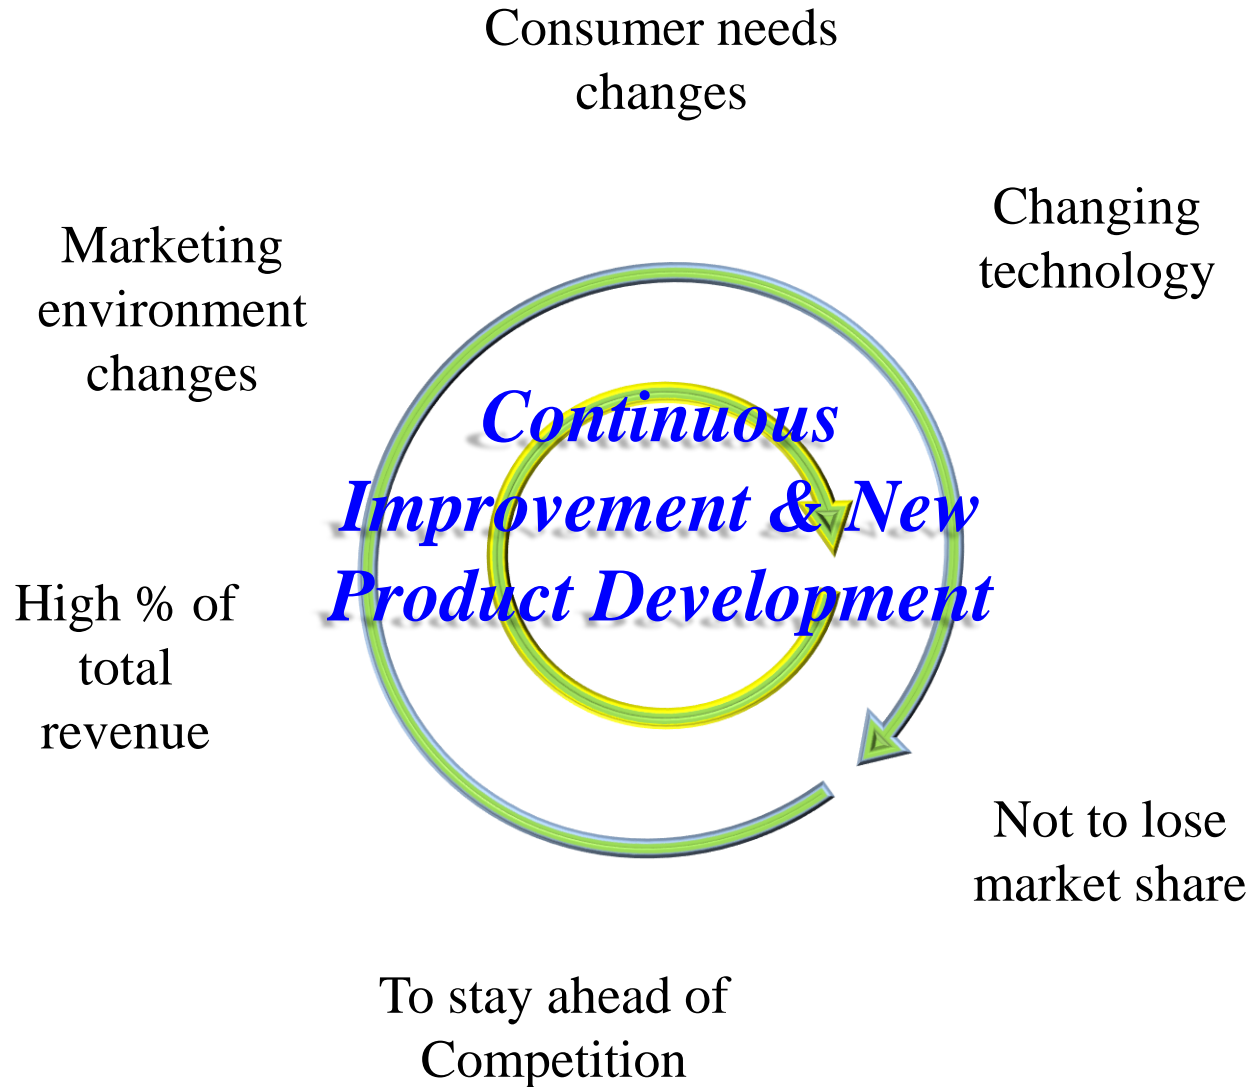 Consumer needs
changes
Changing
technology
Marketing
environment
changes
Continuous
Improvement & New
Product Development
High % of
total
revenue
Not to lose
market share
To stay ahead of
Competition